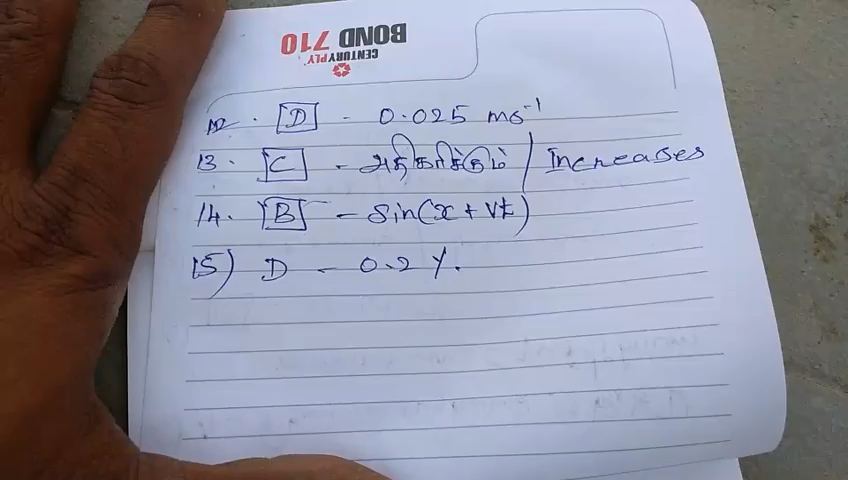 BOND 710
CENTURYPLY
12. D - 0.025 ms⁻¹
13. C - அதிகரிக்கும் / Increases
14. B - Sin(x + Vt)
15) D - 0.2 %.